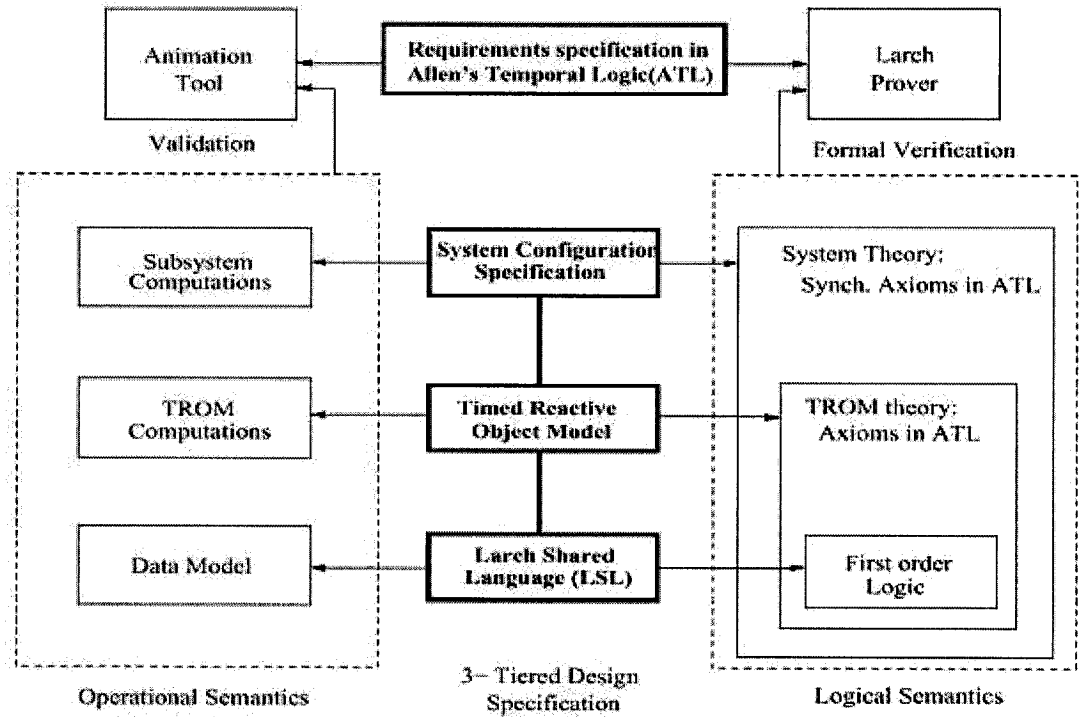 Animation
Tool
Requirements specification in
Allen's Temporal Logic(ATL)
Larch
Prover
Validation
Formal Verification
Subsystem
Computations
System Configuration
Specification
System Theory:
Synch. Axioms in ATL
TROM
Computations
Timed Reactive
Object Model
TROM theory:
Axioms in ATL
Data Model
Larch Shared
Language (LSL)
First order
Logic
Operational Semantics
3– Tiered Design
Specification
Logical Semantics